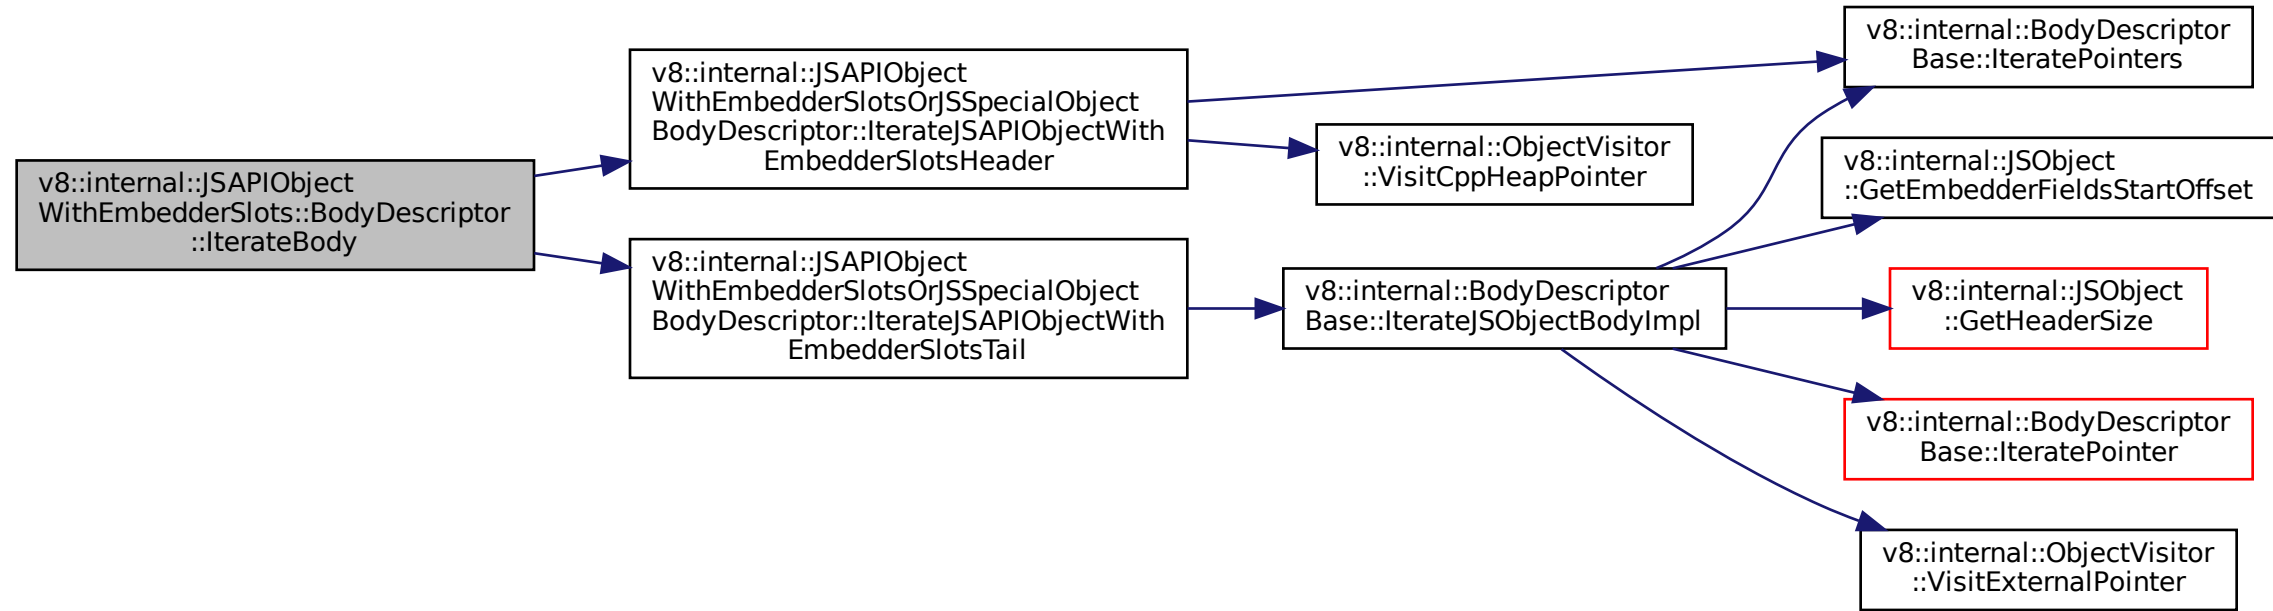 v8::internal::JSAPIObject
WithEmbedderSlots::BodyDescriptor
::IterateBody
v8::internal::JSAPIObject
WithEmbedderSlotsOrJSSpecialObject
BodyDescriptor::IterateJSAPIObjectWith
EmbedderSlotsHeader
v8::internal::JSAPIObject
WithEmbedderSlotsOrJSSpecialObject
BodyDescriptor::IterateJSAPIObjectWith
EmbedderSlotsTail
v8::internal::ObjectVisitor
::VisitCppHeapPointer
v8::internal::BodyDescriptor
Base::IterateJSObjectBodyImpl
v8::internal::BodyDescriptor
Base::IteratePointers
v8::internal::JSObject
::GetEmbedderFieldsStartOffset
v8::internal::JSObject
::GetHeaderSize
v8::internal::BodyDescriptor
Base::IteratePointer
v8::internal::ObjectVisitor
::VisitExternalPointer